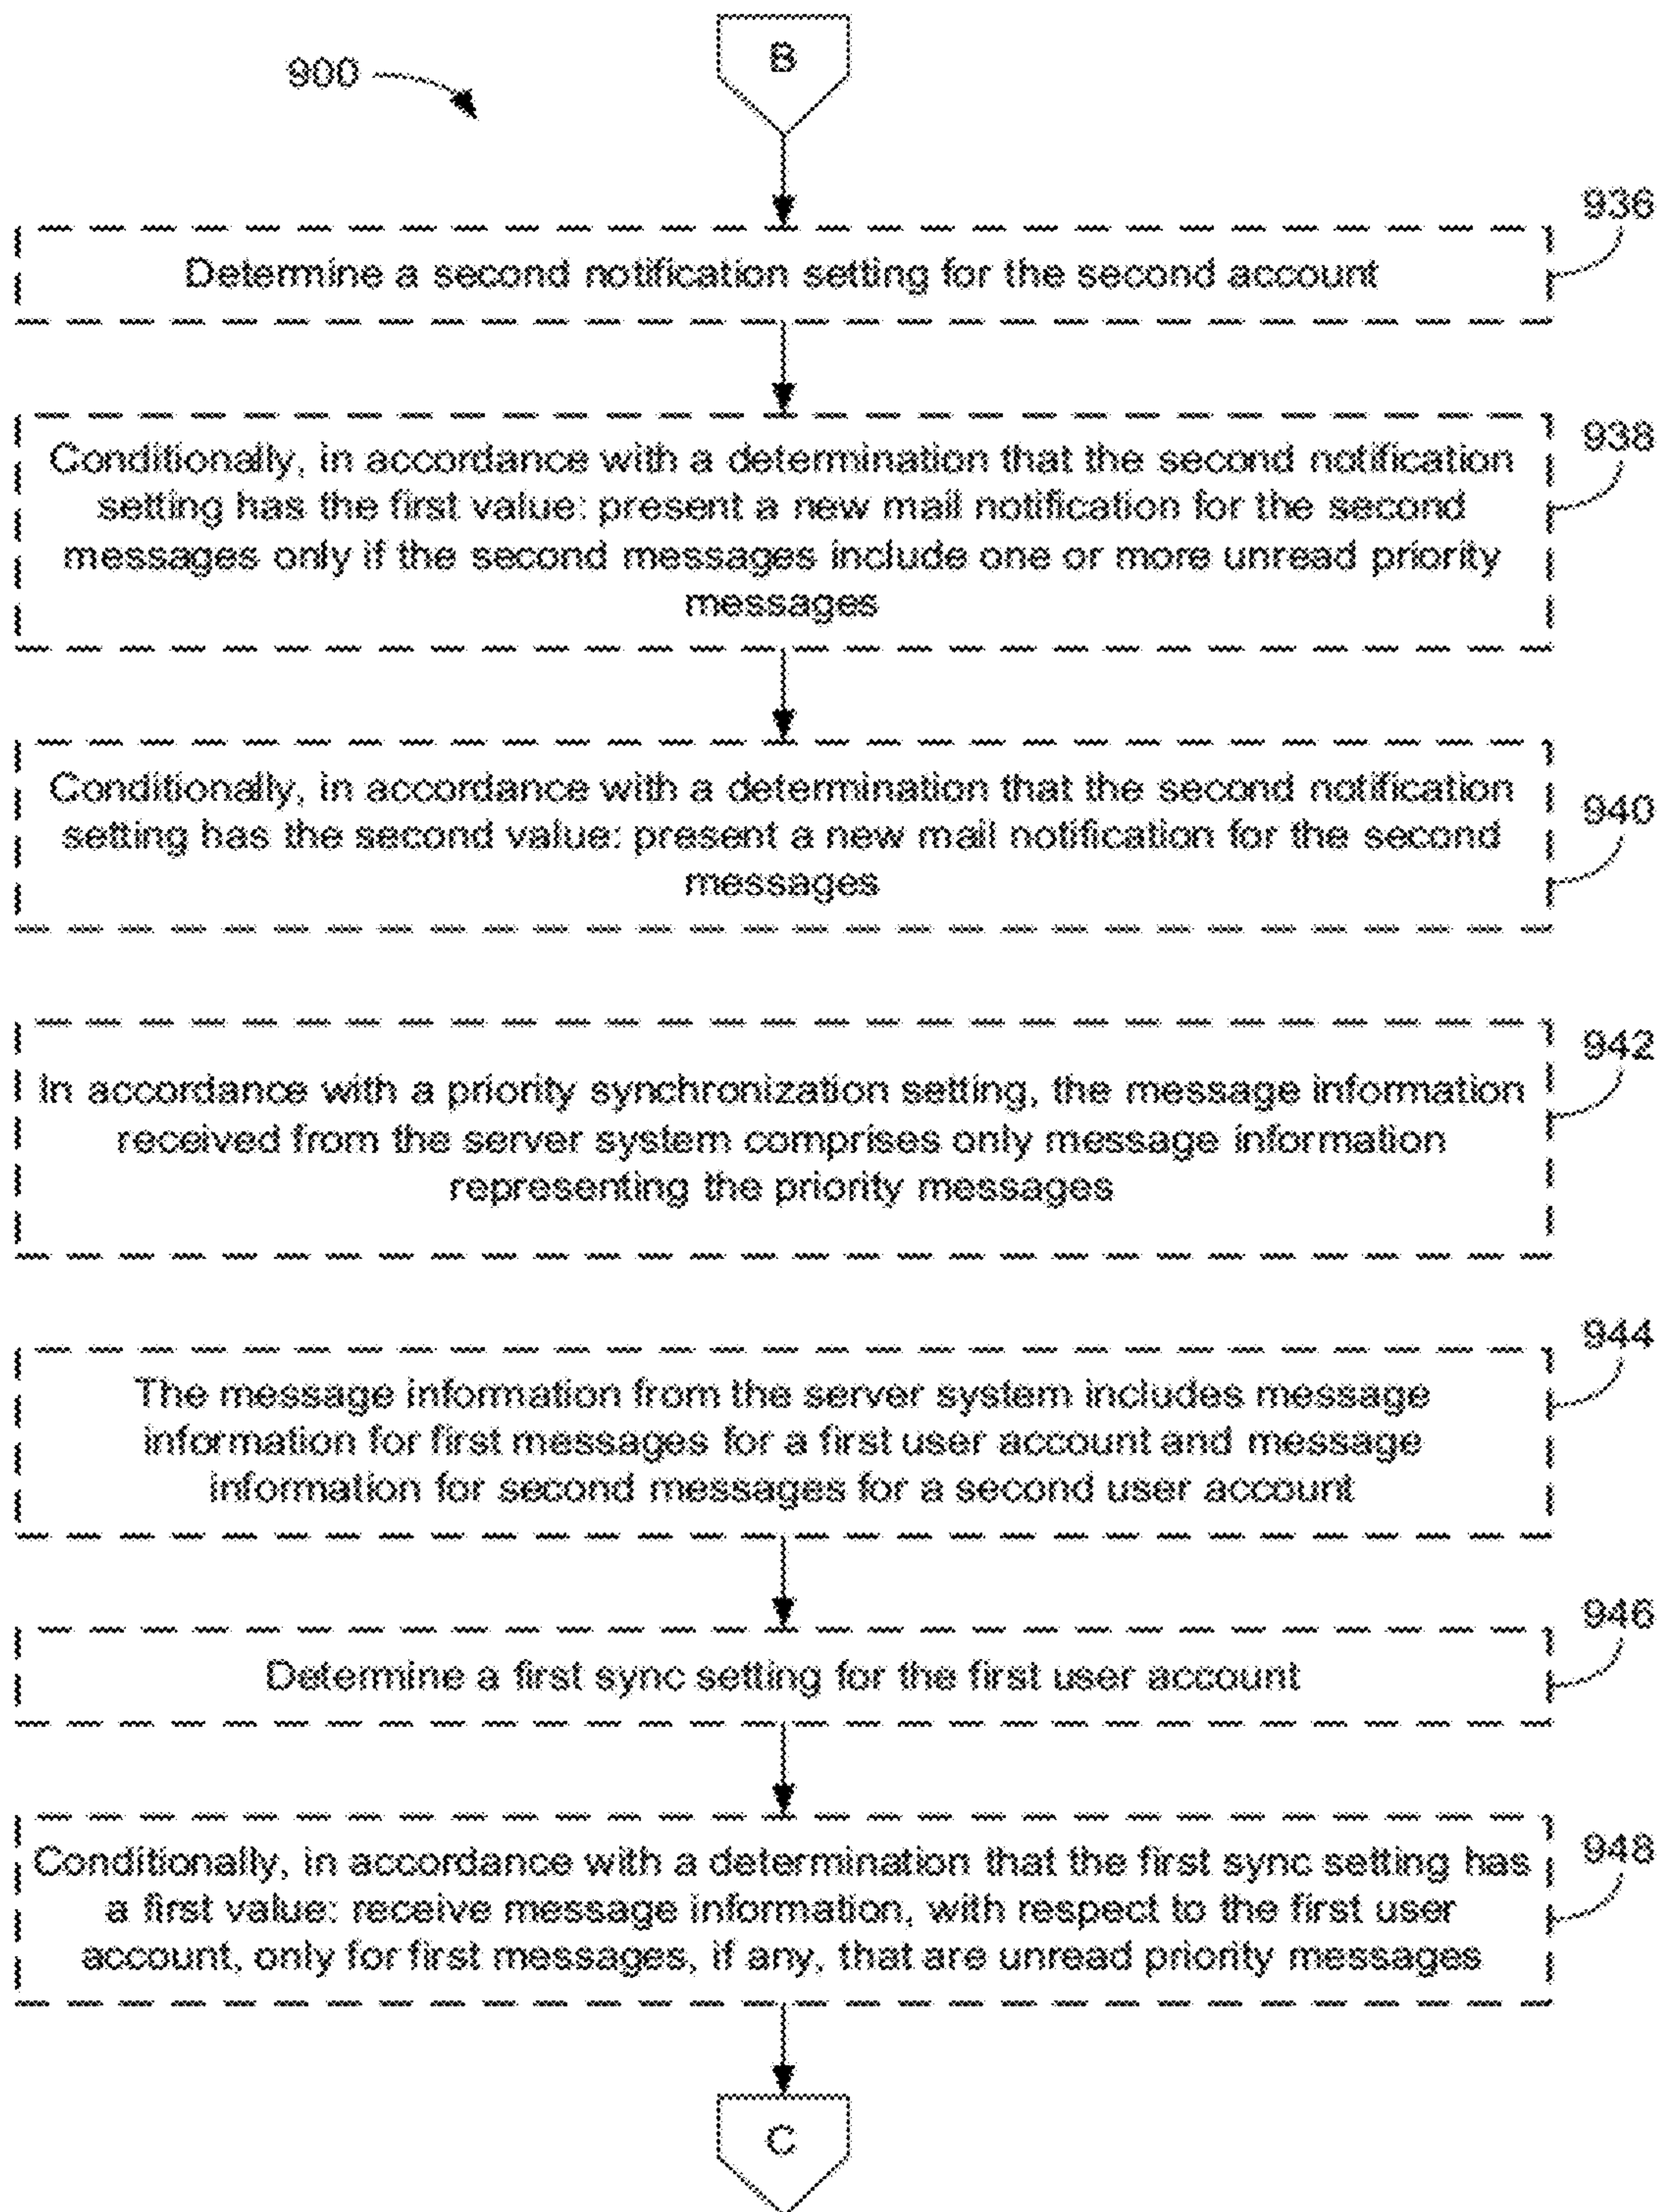 B
900
936
Determine a second notification setting for the second account
938
Conditionally, in accordance with a determination that the second notification
setting has the first value: present a new mail notification for the second
messages only if the second messages include one or more unread priority
messages
940
Conditionally, in accordance with a determination that the second notification
setting has the second value: present a new mail notification for the second
messages
942
In accordance with a priority synchronization setting, the message information
received from the server system comprises only message information
representing the priority messages
944
The message information from the server system includes message
information for first messages for a first user account and message
information for second messages for a second user account
946
Determine a first sync setting for the first user account
948
Conditionally, in accordance with a determination that the first sync setting has
a first value: receive message information, with respect to the first user
account, only for first messages, if any, that are unread priority messages
C